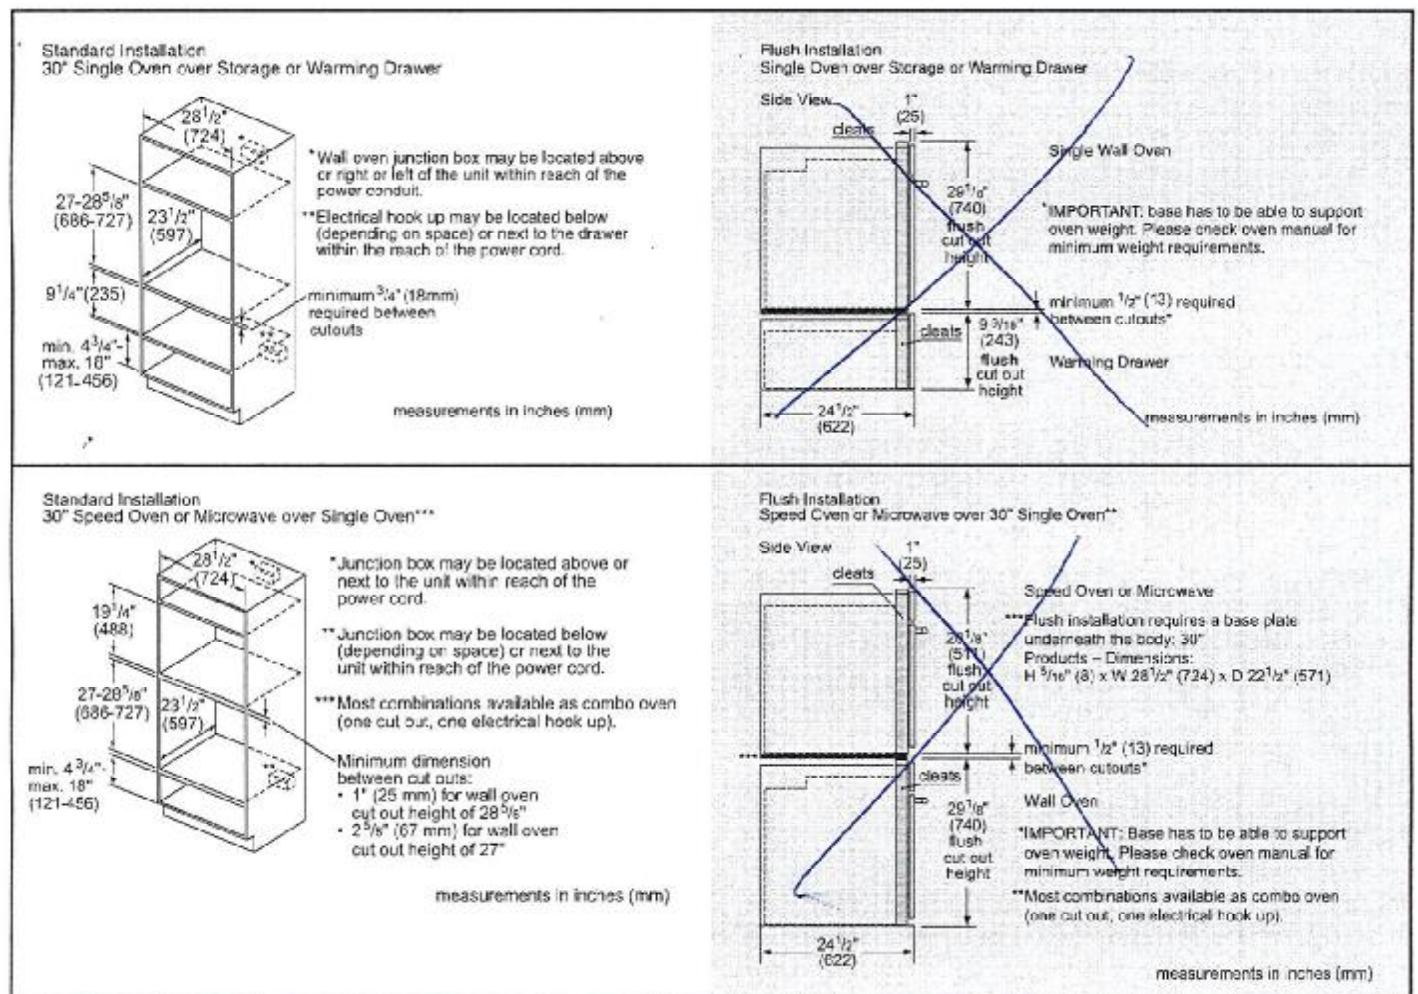 Standard Installation
30" Single Oven over Storage or Warming Drawer
28 1/2"
(724)
*
27-28 5/8"
(686-727)
23 1/2"
(597)
9 1/4" (235)
min. 4 3/4"-
max. 18"
(121-456)
**
*Wall oven junction box may be located above
or right or left of the unit within reach of the
power conduit.
**Electrical hook up may be located below
(depending on space) or next to the drawer
within the reach of the power cord.
minimum 3/4" (18mm)
required between
cutouts
measurements in inches (mm)
Flush Installation
Single Oven over Storage or Warming Drawer
Side View
1"
(25)
cleats
Single Wall Oven
29 1/8"
(740)
flush
cut out
height
*IMPORTANT: base has to be able to support
oven weight. Please check oven manual for
minimum weight requirements.
minimum 1/2" (13) required
between cutouts*
cleats
9 9/16"
(243)
flush
cut out
height
Warming Drawer
24 1/2"
(622)
measurements in inches (mm)
Standard Installation
30" Speed Oven or Microwave over Single Oven***
28 1/2"
(724)
*
19 1/4"
(488)
27-28 5/8"
(686-727)
23 1/2"
(597)
min. 4 3/4"-
max. 18"
(121-456)
**
*Junction box may be located above or
next to the unit within reach of the
power cord.
**Junction box may be located below
(depending on space) or next to the
unit within reach of the power cord.
***Most combinations available as combo oven
(one cut out, one electrical hook up).
Minimum dimension
between cut outs:
• 1" (25 mm) for wall oven
cut out height of 28 5/8"
• 2 5/8" (67 mm) for wall oven
cut out height of 27"
measurements in inches (mm)
Flush Installation
Speed Oven or Microwave over 30" Single Oven**
Side View
1"
(25)
cleats
Speed Oven or Microwave
20 1/8"
(511)
flush
cut out
height
***Flush installation requires a base plate
underneath the body: 30"
Products – Dimensions:
H 5/16" (8) x W 28 1/2" (724) x D 22 1/2" (571)
***
minimum 1/2" (13) required
between cutouts*
cleats
Wall Oven
29 1/8"
(740)
flush
cut out
height
*IMPORTANT: Base has to be able to support
oven weight. Please check oven manual for
minimum weight requirements.
**Most combinations available as combo oven
(one cut out, one electrical hook up).
24 1/2"
(622)
measurements in inches (mm)